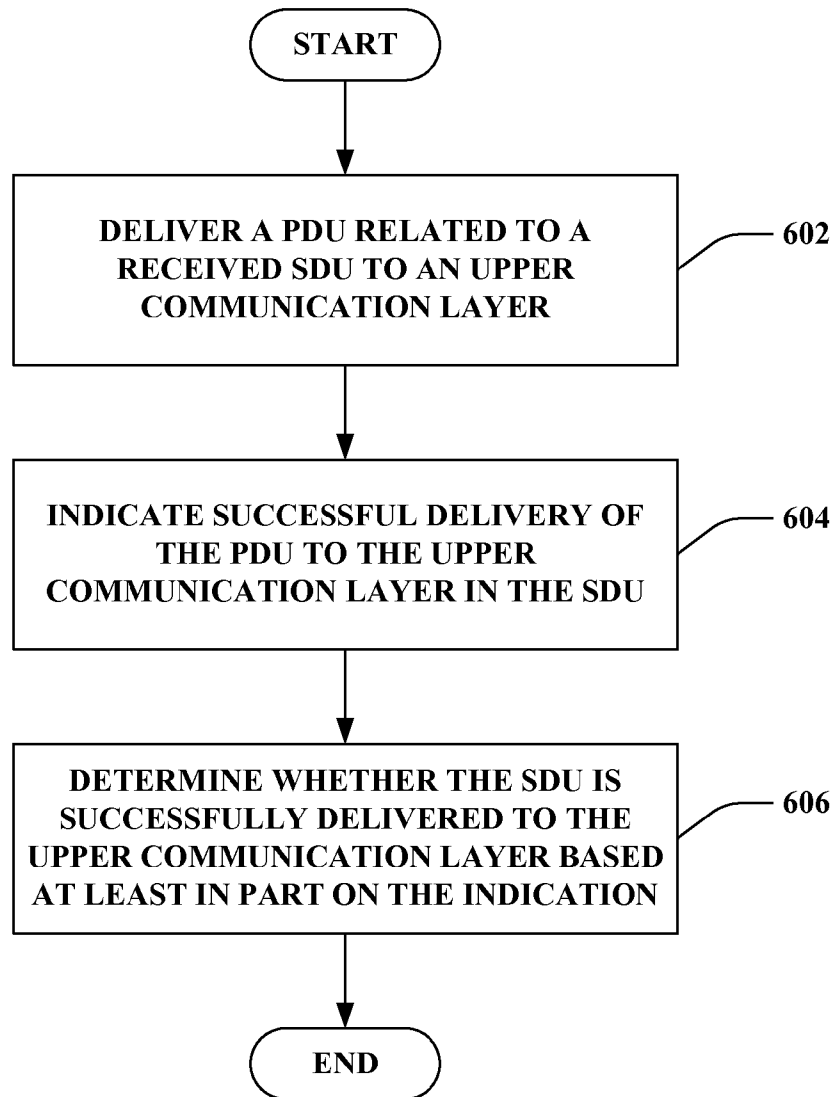 START
DELIVER A PDU RELATED TO A
RECEIVED SDU TO AN UPPER
COMMUNICATION LAYER
602
INDICATE SUCCESSFUL DELIVERY OF
THE PDU TO THE UPPER
COMMUNICATION LAYER IN THE SDU
604
DETERMINE WHETHER THE SDU IS
SUCCESSFULLY DELIVERED TO THE
UPPER COMMUNICATION LAYER BASED
AT LEAST IN PART ON THE INDICATION
606
END